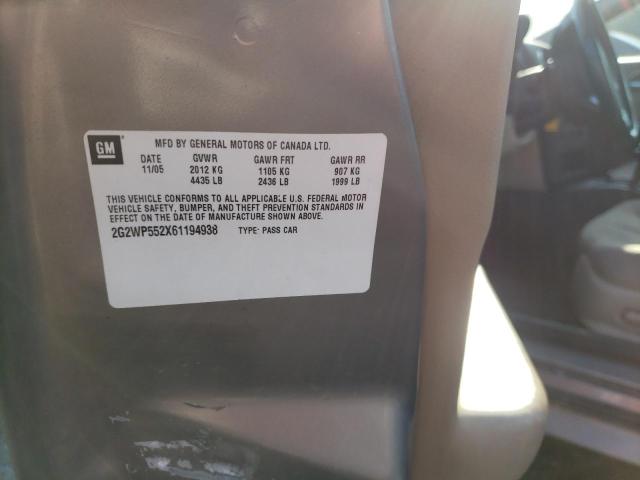 GM
MFD BY GENERAL MOTORS OF CANADA LTD.
DATE GVWR GAWR FRT GAWR RR
11/05 2012 KG 1105 KG 907 KG
4435 LB 2436 LB 1999 LB
THIS VEHICLE CONFORMS TO ALL APPLICABLE U.S. FEDERAL MOTOR
VEHICLE SAFETY, BUMPER, AND THEFT PREVENTION STANDARDS IN
EFFECT ON THE DATE OF MANUFACTURE SHOWN ABOVE.
2G2WP552X61194938 TYPE: PASS CAR